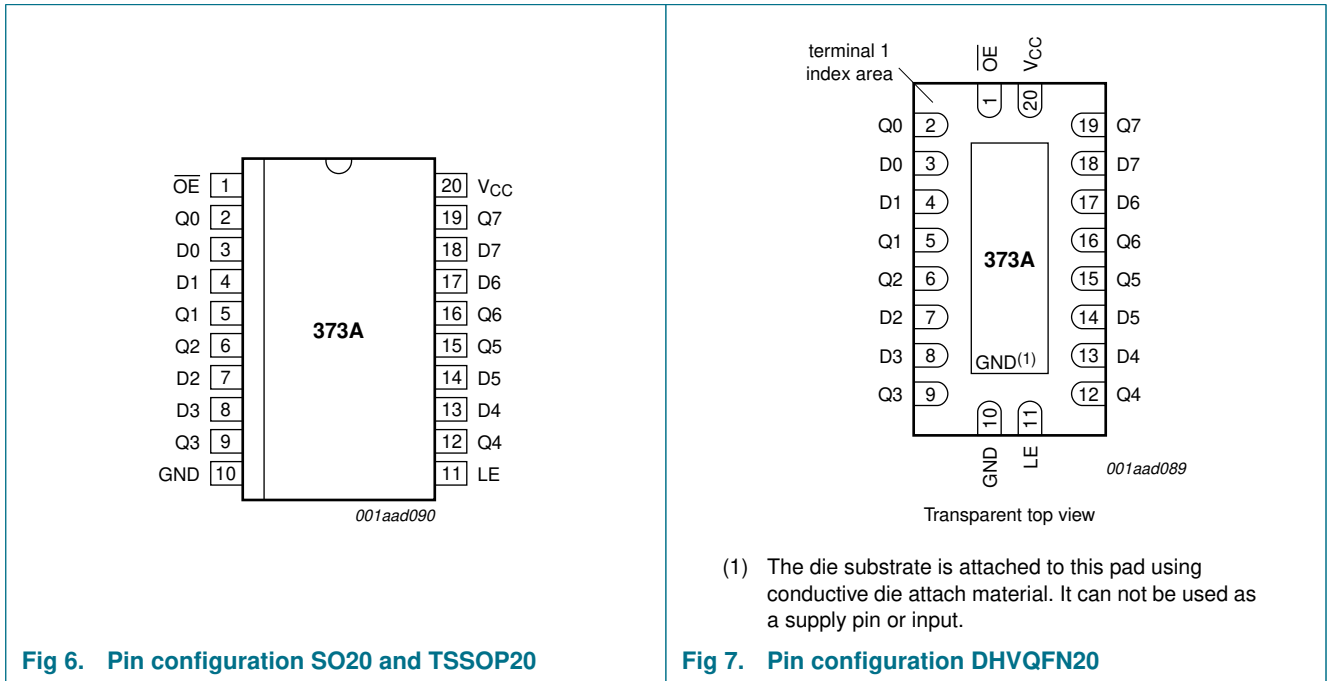 OE 1 20 VCC
Q0 2 19 Q7
D0 3 18 D7
D1 4 17 D6
Q1 5 16 Q6
373A
Q2 6 15 Q5
D2 7 14 D5
D3 8 13 D4
Q3 9 12 Q4
GND 10 11 LE
001aad090
Fig 6. Pin configuration SO20 and TSSOP20
terminal 1
index area
OE VCC
1 20
Q0 2 19 Q7
D0 3 18 D7
D1 4 17 D6
Q1 5 16 Q6
373A
Q2 6 15 Q5
D2 7 14 D5
D3 8 13 D4
GND(1)
Q3 9 12 Q4
10 11
GND LE
001aad089
Transparent top view
(1) The die substrate is attached to this pad using
conductive die attach material. It can not be used as
a supply pin or input.
Fig 7. Pin configuration DHVQFN20